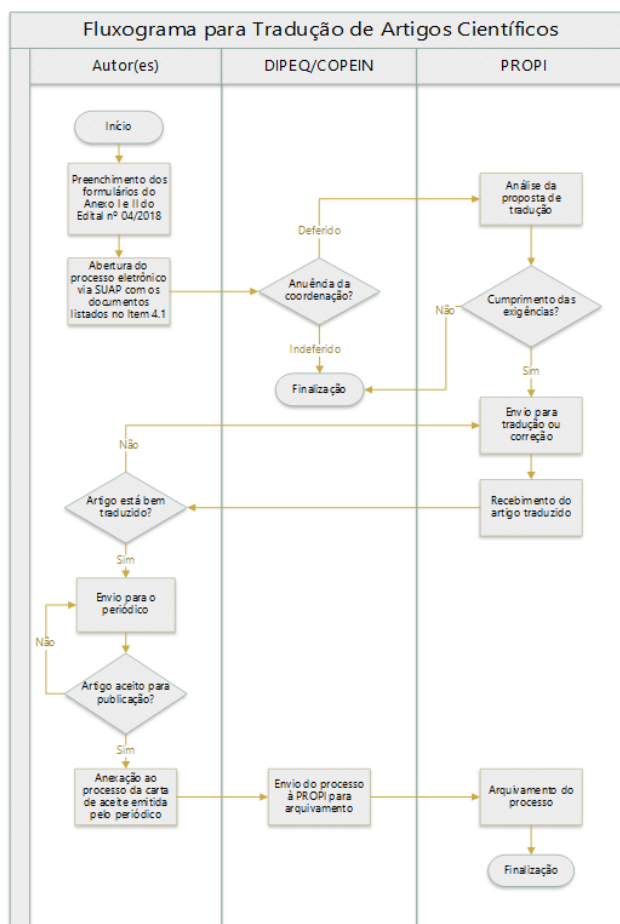 Fluxograma para Tradução de Artigos Científicos
Autor(es)
DIPEQ/COPEIN
PROPI
Início
Preenchimento dos
formulários do
Anexo I e II do
Edital nº 04/2018
Abertura do
processo eletrônico
via SUAP com os
documentos
listados no Item 4.1
Anuência da
coordenação?
Deferido
Indeferido
Finalização
Análise da
proposta de
tradução
Cumprimento das
exigências?
Não
Sim
Envio para
tradução ou
correção
Recebimento do
artigo traduzido
Não
Artigo está bem
traduzido?
Sim
Envio para o
periódico
Não
Artigo aceito para
publicação?
Sim
Anexação ao
processo da carta
de aceite emitida
pelo periódico
Envio do processo
à PROPI para
arquivamento
Arquivamento do
processo
Finalização